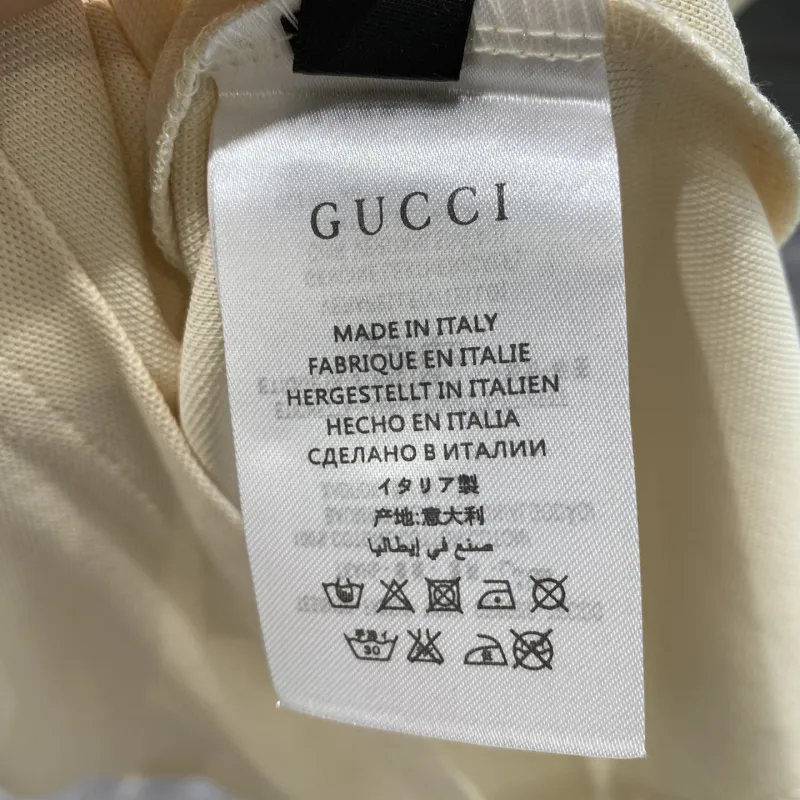 GUCCI
MADE IN ITALY
FABRIQUE EN ITALIE
HERGESTELLT IN ITALIEN
HECHO EN ITALIA
СДЕЛАНО В ИТАЛИИ
イタリア製
产地:意大利
صنع في إيطاليا
30